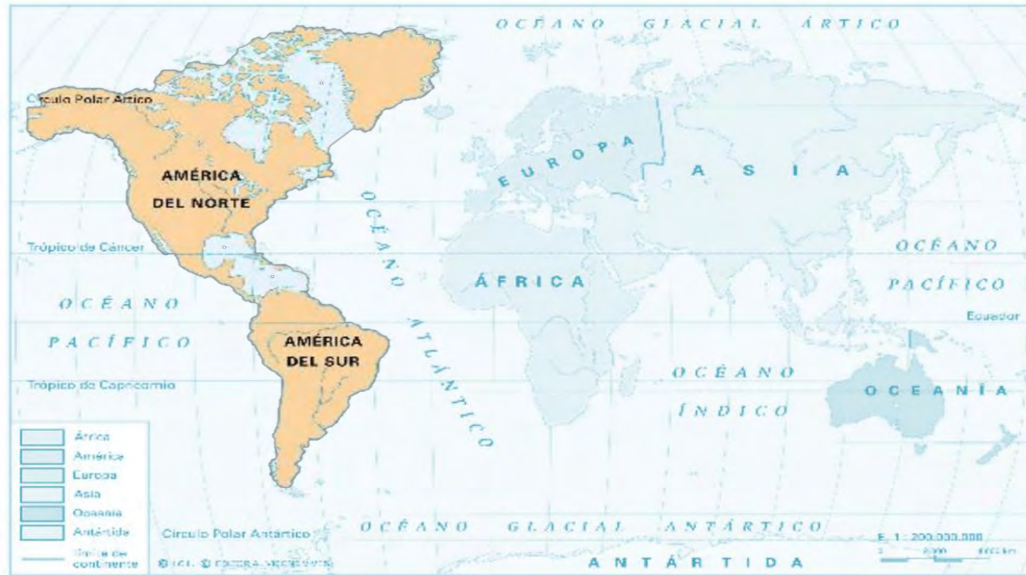 OCÉANO GLACIAL ÁRTICO
Círculo Polar Ártico
EUROPA
ASIA
AMÉRICA
DEL NORTE
OCÉANO
ATLÁNTICO
Trópico de Cáncer
OCÉANO
PACÍFICO
ÁFRICA
OCÉANO
PACÍFICO
Ecuador
AMÉRICA
DEL SUR
Trópico de Capricornio
OCÉANO
ÍNDICO
OCEANÍA
África
América
Europa
Asia
Oceanía
Antártida
límite de
continente
Círculo Polar Antártico
OCÉANO GLACIAL ANTÁRTICO
ANTÁRTIDA
E. 1 : 200.000.000
0